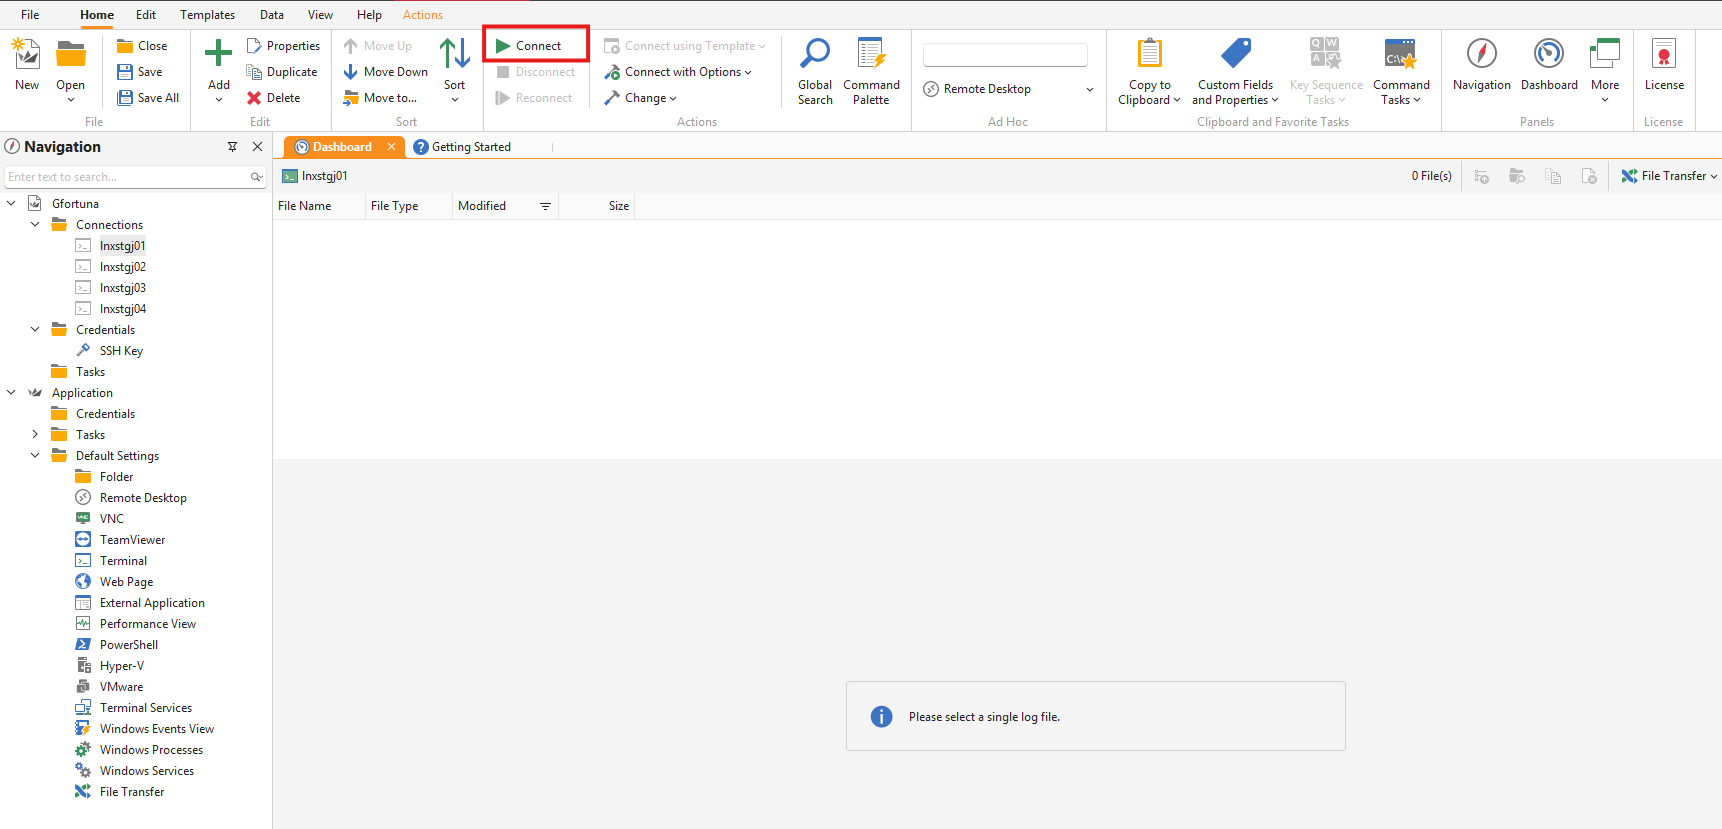 File Home Edit Templates Data View Help Actions
New Open Close Save Save All
File
Add Properties Duplicate Delete
Edit
Move Up Move Down Move to... Sort
Sort
Connect Disconnect Reconnect Connect using Template Connect with Options Change
Global Search Command Palette
Actions
Remote Desktop
Ad Hoc
Copy to Clipboard Custom Fields and Properties Key Sequence Tasks Command Tasks
Q W A
C:\
Clipboard and Favorite Tasks
Navigation Dashboard More
Panels
License
License
Navigation
Enter text to search...
Gfortuna
Connections
lnxstgj01
lnxstgj02
lnxstgj03
lnxstgj04
Credentials
SSH Key
Tasks
Application
Credentials
Tasks
Default Settings
Folder
Remote Desktop
VNC
VNC
TeamViewer
Terminal
Web Page
External Application
Performance View
PowerShell
Hyper-V
VMware
Terminal Services
Windows Events View
Windows Processes
Windows Services
File Transfer
Dashboard Getting Started
lnxstgj01 0 File(s) File Transfer
File Name File Type Modified Size
Please select a single log file.